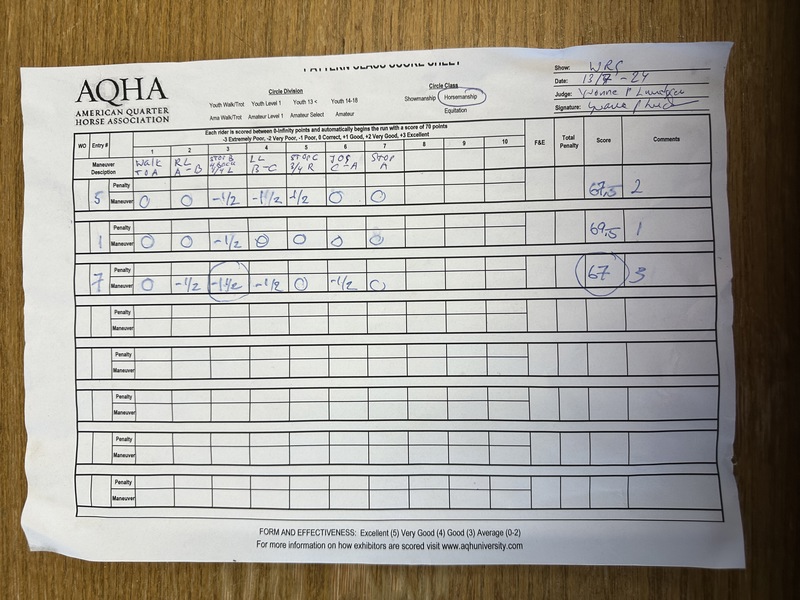 PATTERN CLASS SCORE SHEET
AQHA
AMERICAN QUARTER
HORSE ASSOCIATION
Circle Division
Youth Walk/Trot Youth Level 1 Youth 13 < Youth 14-18
Ama Walk/Trot Amateur Level 1 Amateur Select Amateur
Circle Class
Showmanship Horsemanship
Equitation
Show: WRC
Date: 13/7-24
Judge: Yvonne P
Signature:
Each rider is scored between 0-Infinity points and automatically begins the run with a score of 70 points
-3 Extremely Poor, -2 Very Poor, -1 Poor, 0 Correct, +1 Good, +2 Very Good, +3 Excellent
WO Entry # 1 2 3 4 5 6 7 8 9 10 F&E Total Penalty Score Comments
Maneuver Desciption WALK TO A RL A-B STOP B 4 BACK 3/4 L LL B-C STOP C 3/4 R JOG C-A STOP A
Penalty
5 Maneuver 0 0 -1/2 -1 1/2 -1/2 0 0 67,5 2
Penalty
1 Maneuver 0 0 -1/2 0 0 0 0 69,5 1
Penalty
7 Maneuver 0 -1/2 -1 1/2 -1/2 0 -1/2 0 67 3
Penalty
Maneuver
Penalty
Maneuver
Penalty
Maneuver
Penalty
Maneuver
Penalty
Maneuver
FORM AND EFFECTIVENESS: Excellent (5) Very Good (4) Good (3) Average (0-2)
For more information on how exhibitors are scored visit www.aqhuniversity.com